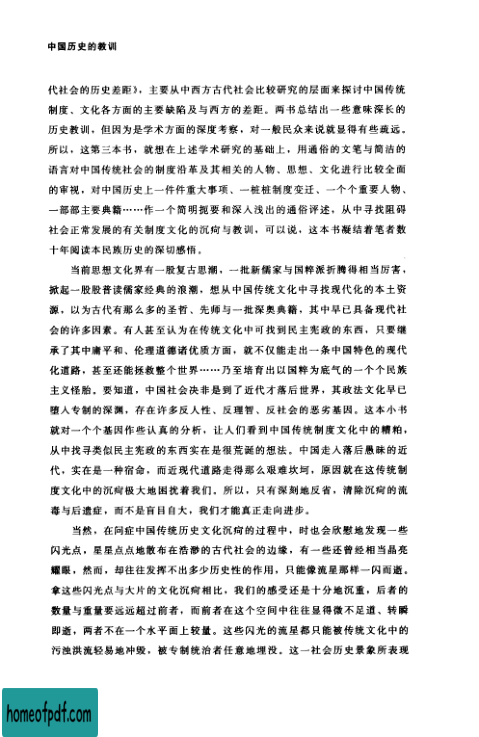 中国历史的教训
代社会的历史差距》，主要从中西方古代社会比较研究的层面来探讨中国传统
制度、文化各方面的主要缺陷及与西方的差距。两书总结出一些意味深长的
历史教训，但因为是学术方面的深度考察，对一般民众来说就显得有些疏远。
所以，这第三本书，就想在上述学术研究的基础上，用通俗的文笔与简洁的
语言对中国传统社会的制度沿革及其相关的人物、思想、文化进行比较全面
的审视，对中国历史上一件件重大事项、一桩桩制度变迁、一个个重要人物、
一部部主要典籍……作一个简明扼要和深入浅出的通俗评述，从中寻找阻碍
社会正常发展的有关制度文化的沉疴与教训，可以说，这本书凝结着笔者数
十年阅读本民族历史的深切感悟。
当前思想文化界有一股复古思潮，一批新儒家与国粹派折腾得相当厉害，
掀起一股股普读儒家经典的浪潮，想从中国传统文化中寻找现代化的本土资
源，以为古代有那么多的圣哲、先师与一批深奥典籍，其中早已具备现代社
会的许多因素。有人甚至认为在传统文化中可找到民主宪政的东西，只要继
承了其中庸平和、伦理道德诸优质方面，就不仅能走出一条中国特色的现代
化道路，甚至还能拯救整个世界……乃至培育出以国粹为底气的一个个民族
主义怪胎。要知道，中国社会决非是到了近代才落后世界，其政法文化早已
堕入专制的深渊，存在许多反人性、反理智、反社会的恶劣基因。这本小书
就对一个个基因作些认真的分析，让人们看到中国传统制度文化中的糟粕，
从中找寻类似民主宪政的东西实在是很荒诞的想法。中国走入落后愚昧的近
代，实在是一种宿命，而近现代道路走得那么艰难坎坷，原因就在这传统制
度文化中的沉疴极大地困扰着我们。所以，只有深刻地反省，清除沉疴的流
毒与后遗症，而不是盲目自大，我们才能真正走向进步。
当然，在问症中国传统历史文化沉疴的过程中，时也会欣慰地发现一些
闪光点，星星点点地散布在浩渺的古代社会的边缘，有一些还曾经相当晶亮
耀眼，然而，却往往发挥不出多少历史性的作用，只能像流星那样一闪而逝。
拿这些闪光点与大片的文化沉疴相比，我们的感受还是十分地沉重，后者的
数量与重量要远远超过前者，而前者在这个空间中往往显得微不足道、转瞬
即逝，两者不在一个水平面上较量。这些闪光的流星都只能被传统文化中的
污浊洪流轻易地冲毁，被专制统治者任意地埋没。这一社会历史景象所表现
homeofpdf.com